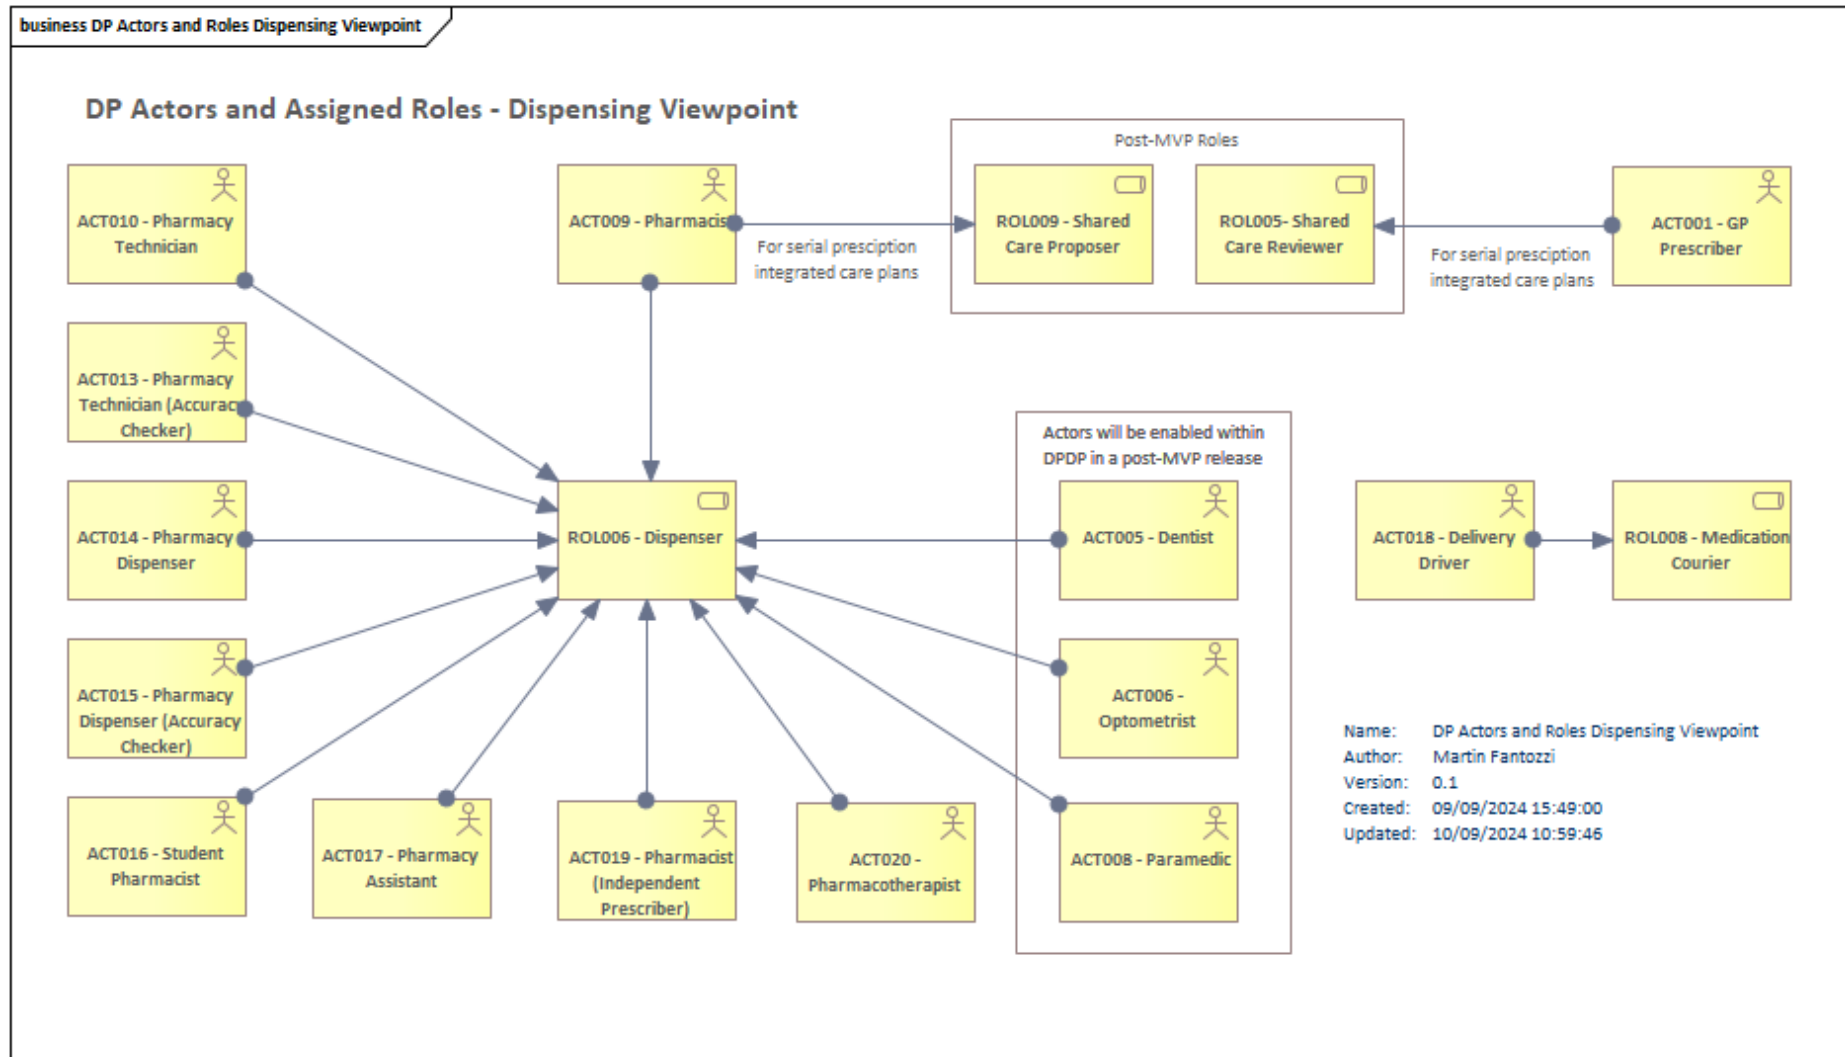 business DP Actors and Roles Dispensing Viewpoint
DP Actors and Assigned Roles - Dispensing Viewpoint
Post-MVP Roles
ACT010 - Pharmacy
Technician
ACT009 - Pharmacist
For serial presciption
integrated care plans
ROL009 - Shared
Care Proposer
ROL005- Shared
Care Reviewer
For serial presciption
integrated care plans
ACT001 - GP
Prescriber
ACT013 - Pharmacy
Technician (Accuracy
Checker)
Actors will be enabled within
DPDP in a post-MVP release
ACT014 - Pharmacy
Dispenser
ROL006 - Dispenser
ACT005 - Dentist
ACT018 - Delivery
Driver
ROL008 - Medication
Courier
ACT015 - Pharmacy
Dispenser (Accuracy
Checker)
ACT006 -
Optometrist
Name: DP Actors and Roles Dispensing Viewpoint
Author: Martin Fantozzi
Version: 0.1
Created: 09/09/2024 15:49:00
Updated: 10/09/2024 10:59:46
ACT016 - Student
Pharmacist
ACT017 - Pharmacy
Assistant
ACT019 - Pharmacist
(Independent
Prescriber)
ACT020 -
Pharmacotherapist
ACT008 - Paramedic